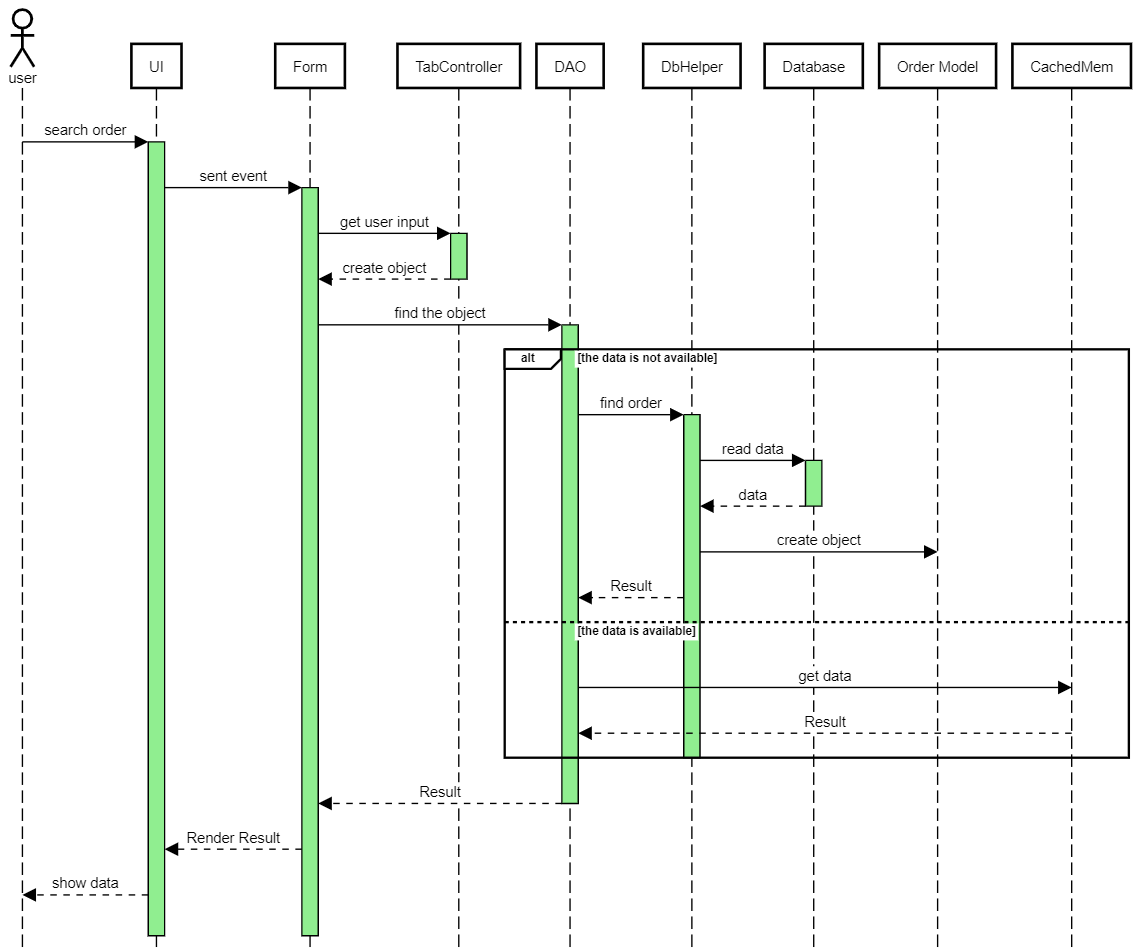 user
UI
Form
TabController
DAO
DbHelper
Database
Order Model
CachedMem
search order
sent event
get user input
create object
find the object
alt
[the data is not available]
find order
read data
data
create object
Result
[the data is available]
get data
Result
Result
Render Result
show data